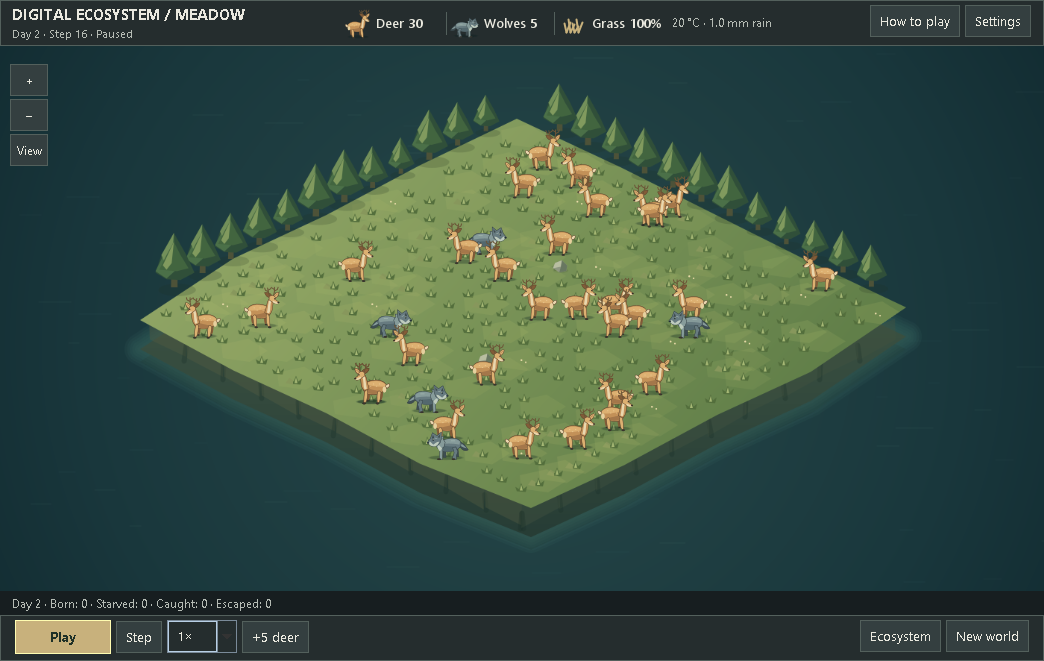 DIGITAL ECOSYSTEM / MEADOW
Day 2 · Step 16 · Paused
Deer 30
Wolves 5
Grass 100%
20 °C · 1.0 mm rain
How to play
Settings
+
−
View
Day 2 · Born: 0 · Starved: 0 · Caught: 0 · Escaped: 0
Play
Step
1×
+5 deer
Ecosystem
New world